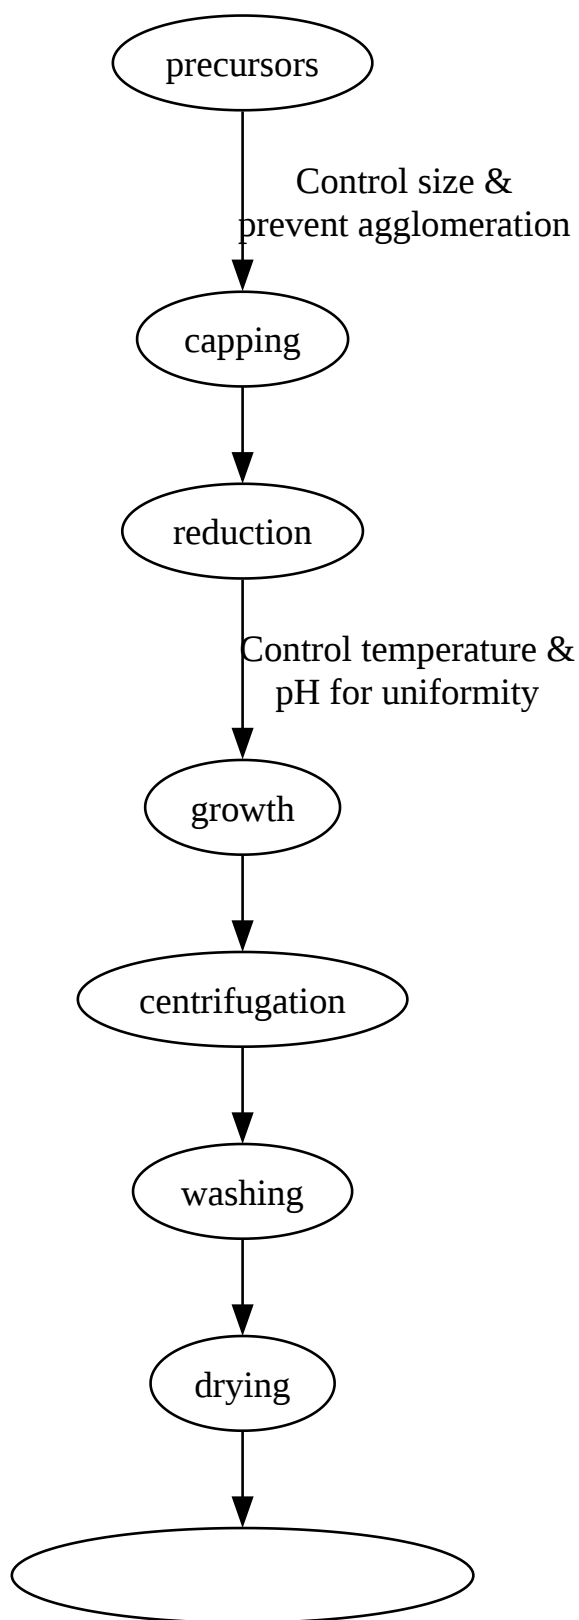 precursors
Control size &
prevent agglomeration
capping
reduction
Control temperature &
pH for uniformity
growth
centrifugation
washing
drying